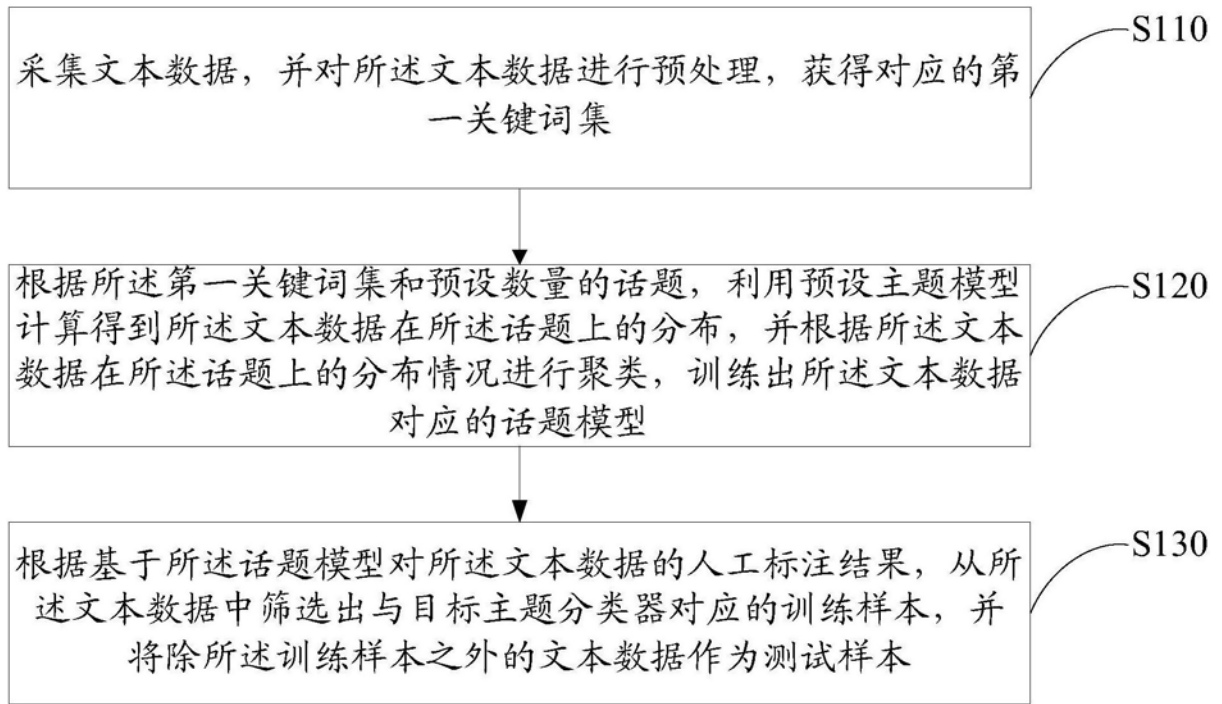 采集文本数据，并对所述文本数据进行预处理，获得对应的第
一关键词集
S110
根据所述第一关键词集和预设数量的话题，利用预设主题模型
计算得到所述文本数据在所述话题上的分布，并根据所述文本
数据在所述话题上的分布情况进行聚类，训练出所述文本数据
对应的话题模型
S120
根据基于所述话题模型对所述文本数据的人工标注结果，从所
述文本数据中筛选出与目标主题分类器对应的训练样本，并
将除所述训练样本之外的文本数据作为测试样本
S130